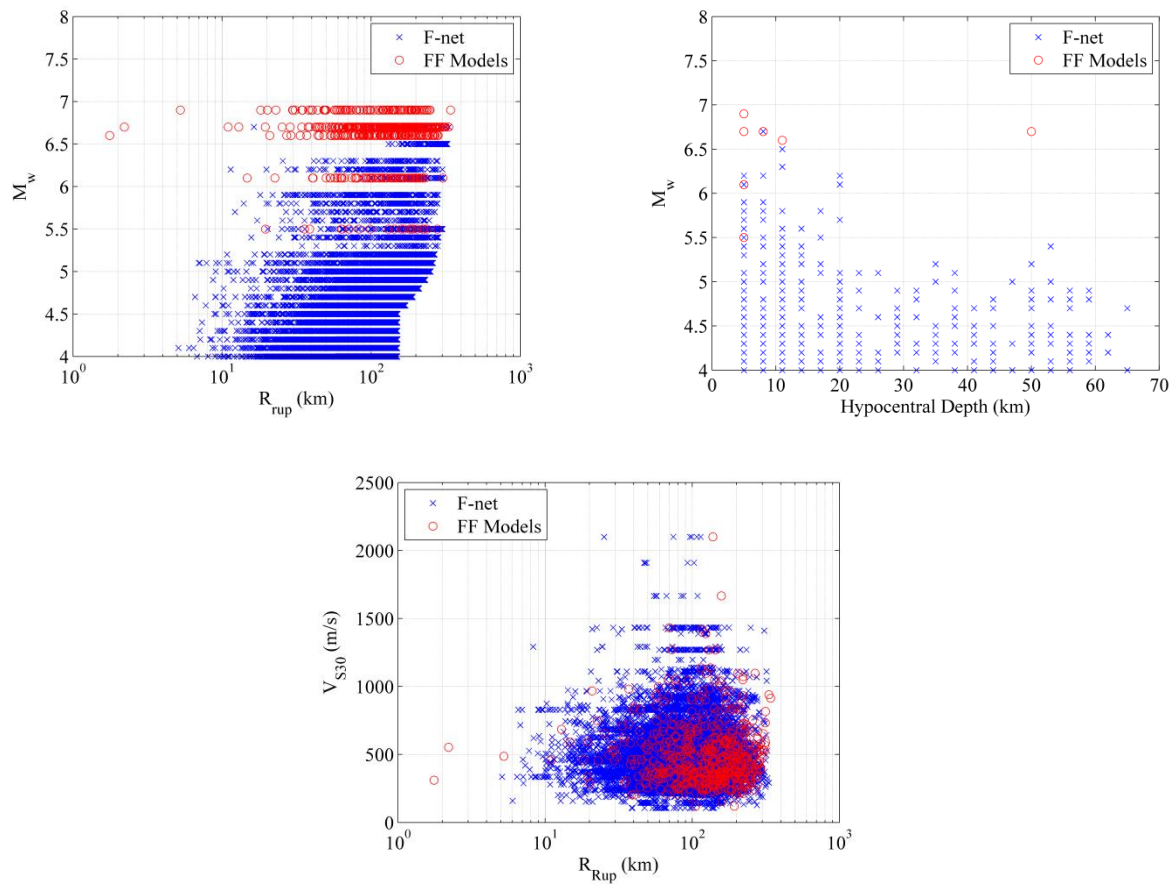 8
7.5
7
6.5
6
5.5
5
4.5
4
M_w
F-net
FF Models
10^0 10^1 10^2 10^3
R_rup (km)
8
7.5
7
6.5
6
5.5
5
4.5
4
M_w
F-net
FF Models
0 10 20 30 40 50 60 70
Hypocentral Depth (km)
2500
2000
1500
1000
500
0
V_S30 (m/s)
F-net
FF Models
10^0 10^1 10^2 10^3
R_Rup (km)